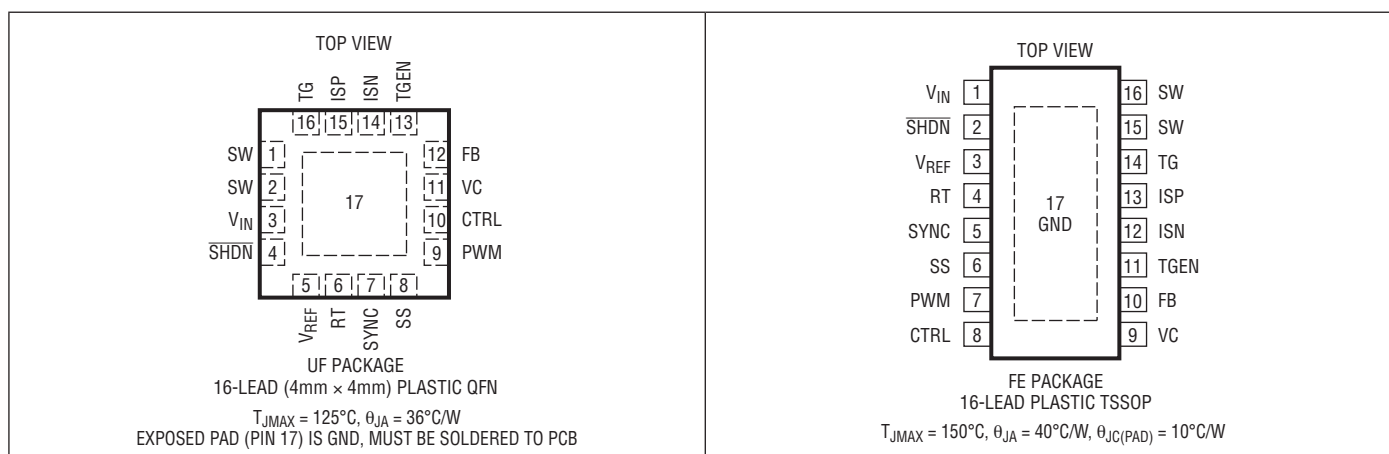 TOP VIEW
TG ISP ISN TGEN
16 15 14 13
SW 1 12 FB
SW 2 11 VC
17
VIN 3 10 CTRL
SHDN 4 9 PWM
5 6 7 8
VREF RT SYNC SS
UF PACKAGE
16-LEAD (4mm × 4mm) PLASTIC QFN
TJMAX = 125°C, θJA = 36°C/W
EXPOSED PAD (PIN 17) IS GND, MUST BE SOLDERED TO PCB
TOP VIEW
VIN 1 16 SW
SHDN 2 15 SW
VREF 3 14 TG
RT 4 13 ISP
17
GND
SYNC 5 12 ISN
SS 6 11 TGEN
PWM 7 10 FB
CTRL 8 9 VC
FE PACKAGE
16-LEAD PLASTIC TSSOP
TJMAX = 150°C, θJA = 40°C/W, θJC(PAD) = 10°C/W